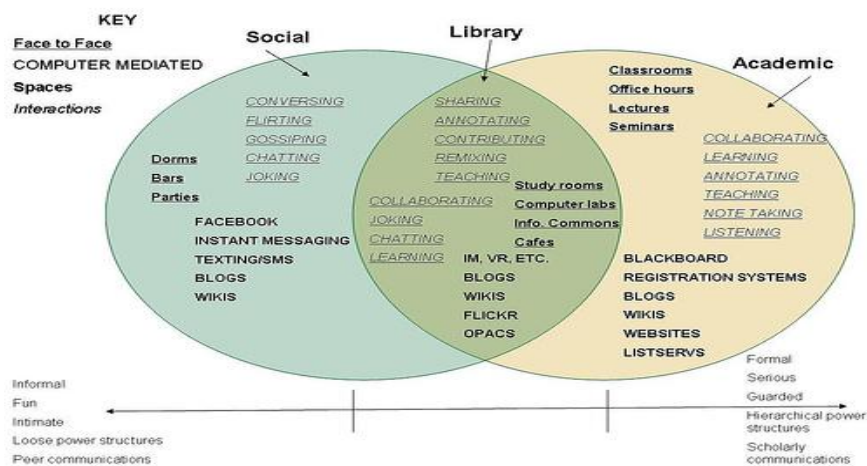 KEY
Face to Face
COMPUTER MEDIATED
Spaces
Interactions
Social
Library
Academic
CONVERSING
FLIRTING
GOSSIPING
CHATTING
JOKING
Dorms
Bars
Parties
FACEBOOK
INSTANT MESSAGING
TEXTING/SMS
BLOGS
WIKIS
SHARING
ANNOTATING
CONTRIBUTING
REMIXING
TEACHING
COLLABORATING
JOKING
CHATTING
LEARNING
Study rooms
Computer labs
Info. Commons
Cafes
IM, VR, ETC.
BLOGS
WIKIS
FLICKR
OPACS
Classrooms
Office hours
Lectures
Seminars
COLLABORATING
LEARNING
ANNOTATING
TEACHING
NOTE TAKING
LISTENING
BLACKBOARD
REGISTRATION SYSTEMS
BLOGS
WIKIS
WEBSITES
LISTSERVS
Informal
Fun
Intimate
Loose power structures
Peer communications
Formal
Serious
Guarded
Hierarchical power
structures
Scholarly
communications